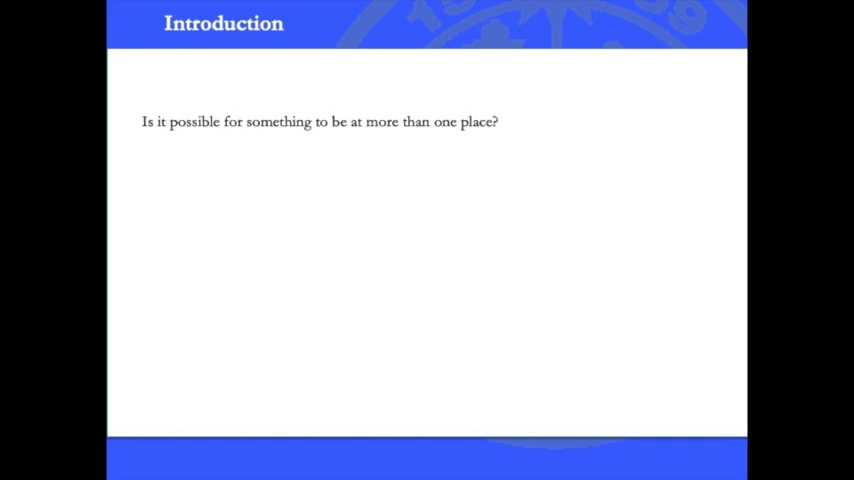 Introduction
Is it possible for something to be at more than one place?